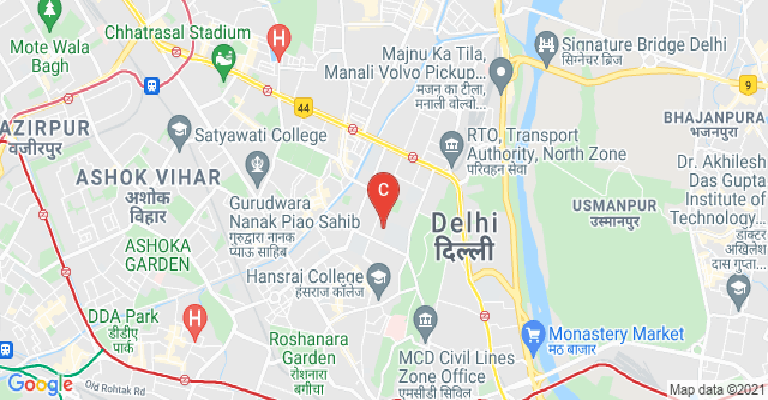 Mote Wala
Bagh
Chhatrasal Stadium
H
Majnu Ka Tila,
Manali Volvo Pickup...
मजनू का टीला,
मनाली वोल्वो...
Signature Bridge Delhi
सिग्नेचर ब्रिज
9
44
AZIRPUR
वज़ीरपुर
Satyawati College
RTO, Transport
Authority, North Zone
परिवहन सेवा
BHAJANPURA
भजनपुरा
ASHOK VIHAR
अशोक
विहार
Gurudwara
Nanak Piao Sahib
गुरुद्वारा नानक
प्याऊ साहिब
C
Delhi
दिल्ली
USMANPUR
उस्मानपुर
Dr. Akhilesh
Das Gupta
Institute of
Technology...
डॉक्टर
अखिलेश
दास गुप्ता...
ASHOKA
GARDEN
Hansraj College
हंसराज कॉलेज
DDA Park
डीडीए
पार्क
H
Roshanara
Garden
रोशनारा
बगीचा
MCD Civil Lines
Zone Office
एमसीडी सिविल
Monastery Market
मठ बाजार
Old Rohtak Rd
Google
Map data ©2021